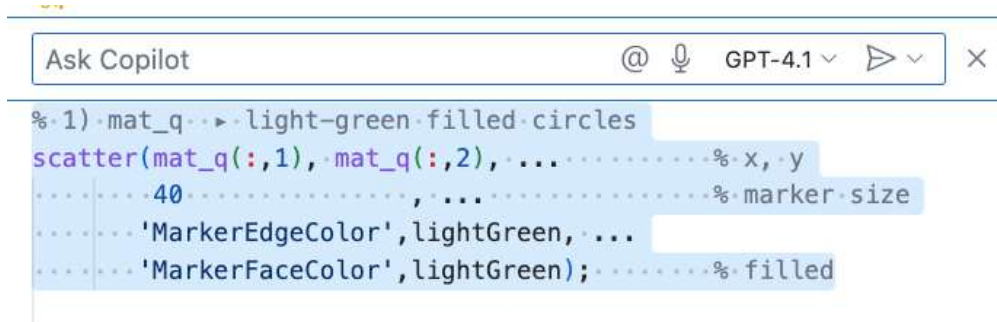 Ask Copilot @ GPT-4.1
% 1) mat_q ▸ light-green filled circles
scatter(mat_q(:,1), mat_q(:,2), ... % x, y
40 , ... % marker size
'MarkerEdgeColor',lightGreen, ...
'MarkerFaceColor',lightGreen); % filled